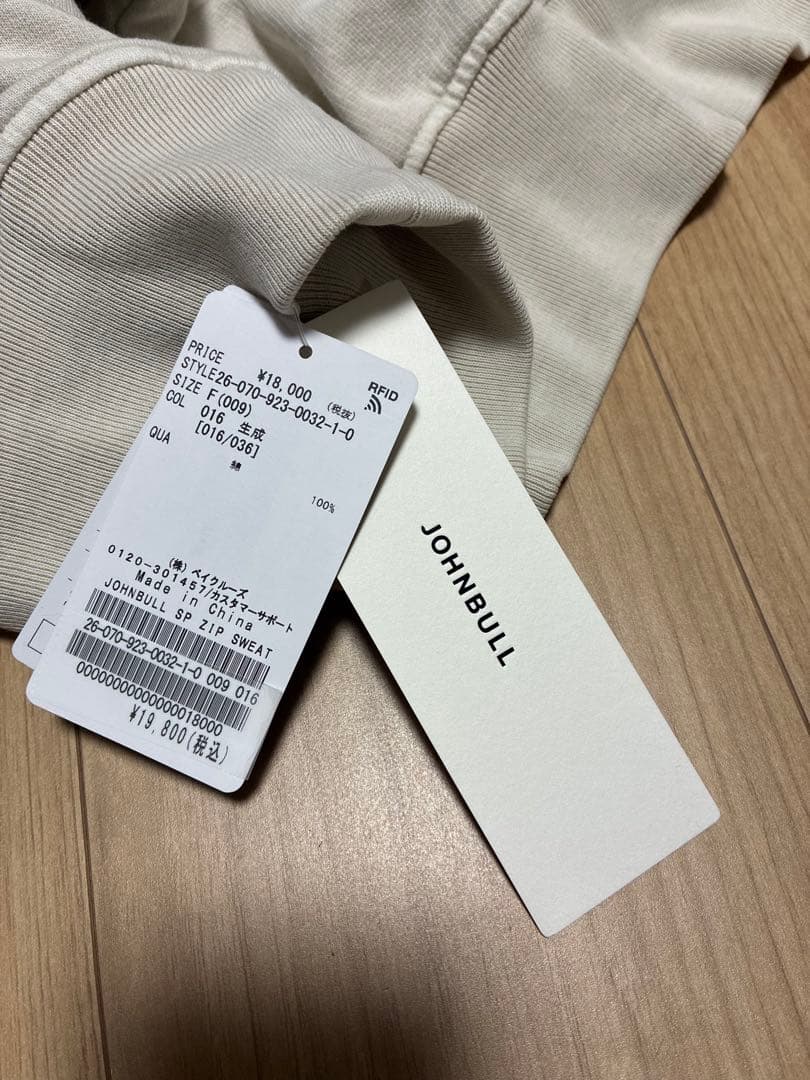 PRICE ¥18,000 (税抜)
RFID
STYLE26-070-923-0032-1-0
SIZE F(009)
COL 016 生成
[016/036]
QUA 綿
100%
(株)ベイクルーズ
0120-301457/カスタマーサポート
Made in China
JOHNBULL SP ZIP SWEAT
26-070-923-0032-1-0 009 016
0000000000000018000
¥19,800(税込)
JOHNBULL